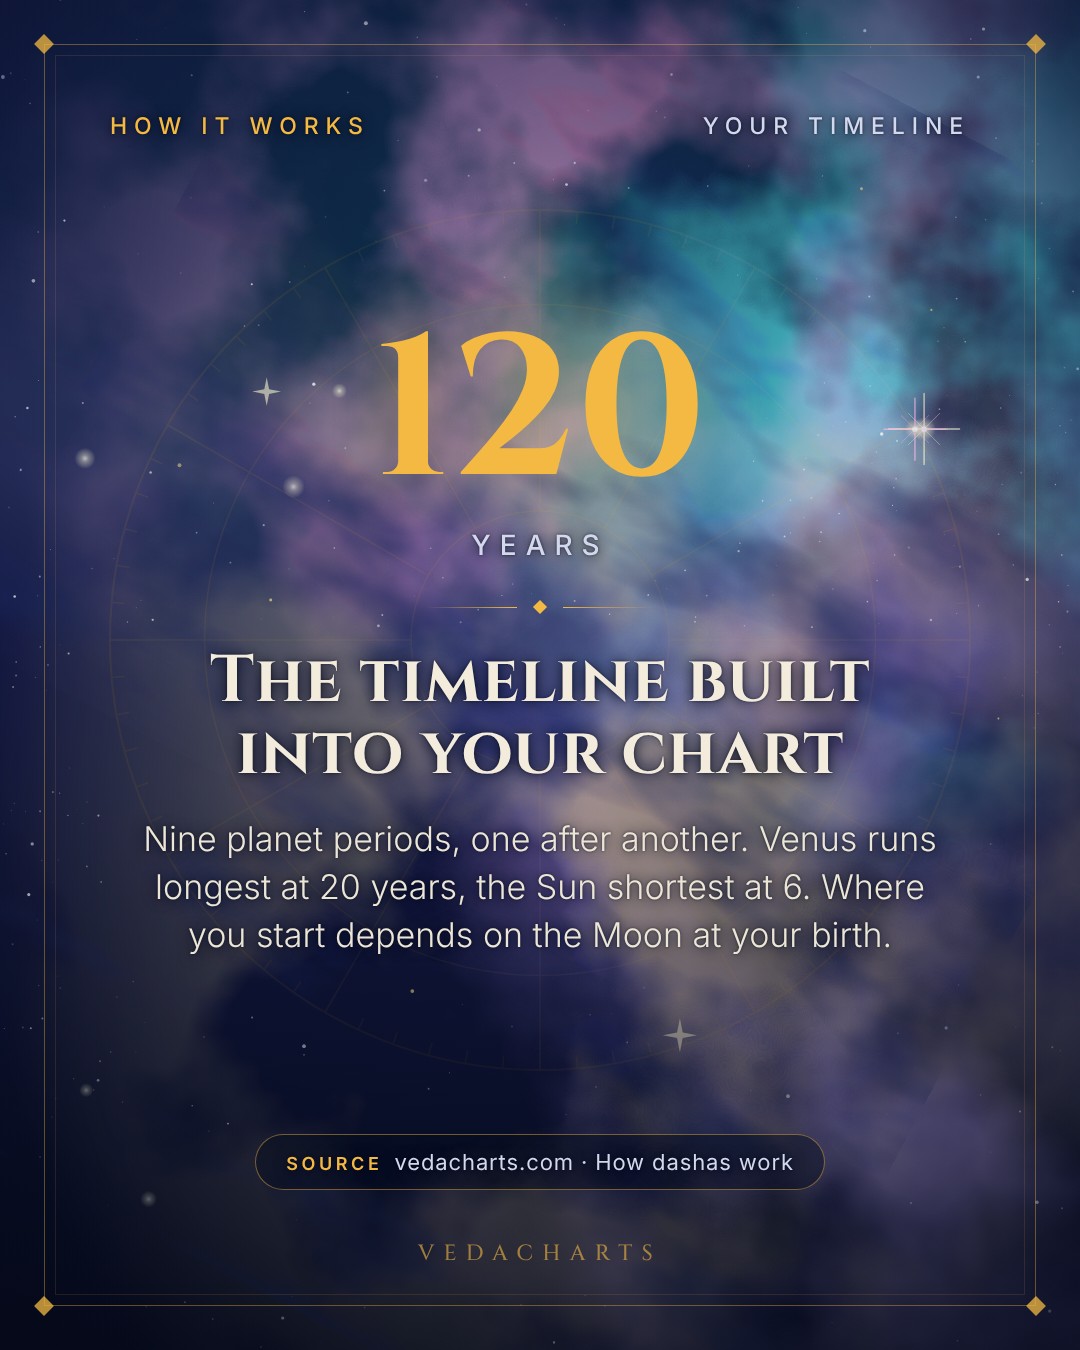 HOW IT WORKS
YOUR TIMELINE
120
YEARS
The timeline built
into your chart
Nine planet periods, one after another. Venus runs
longest at 20 years, the Sun shortest at 6. Where
you start depends on the Moon at your birth.
SOURCE vedacharts.com · How dashas work
VEDACHARTS